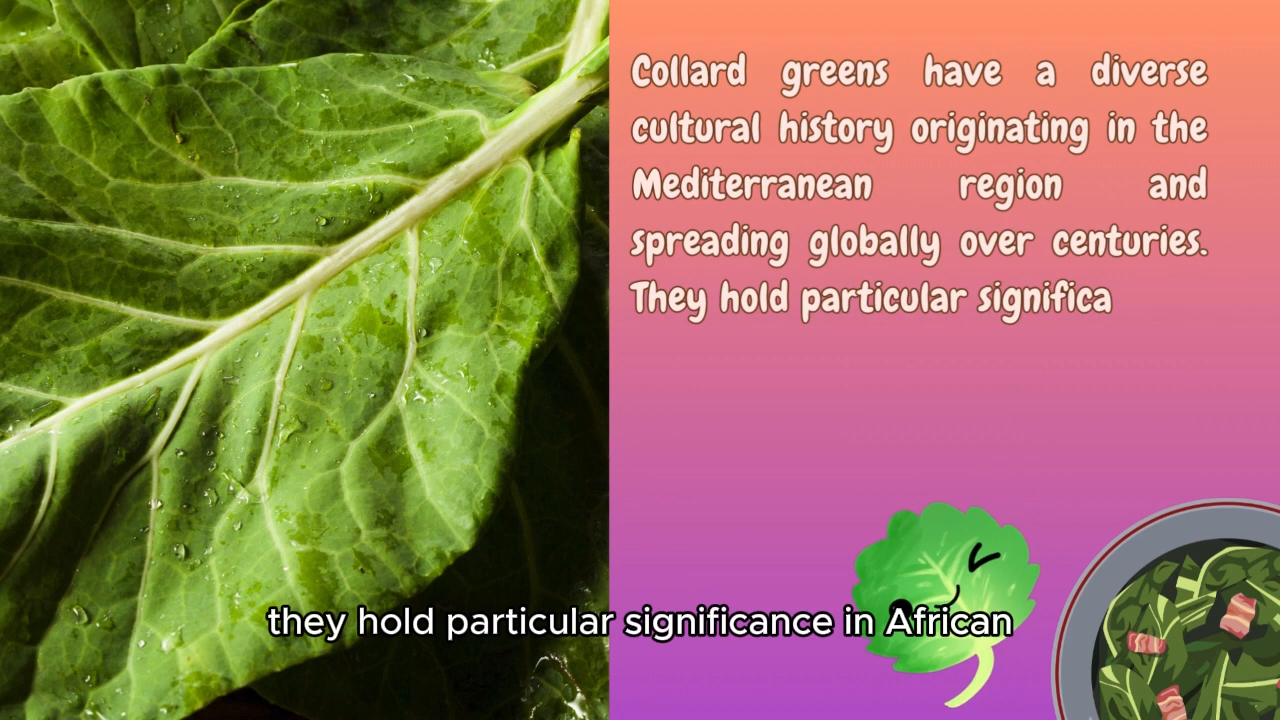 Collard greens have a diverse
cultural history originating in the
Mediterranean region and
spreading globally over centuries.
They hold particular significa
they hold particular significance in African